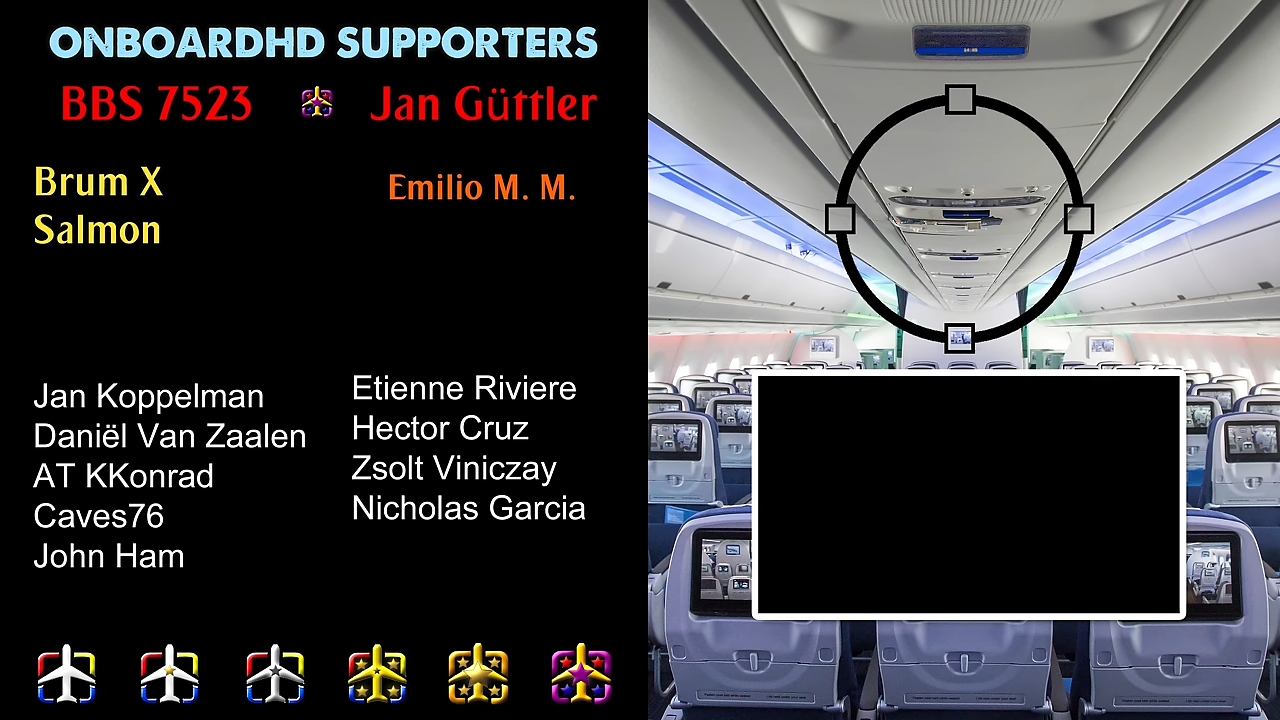 ONBOARDHD SUPPORTERS
BBS 7523 Jan Güttler
Brum X
Salmon
Emilio M. M.
Jan Koppelman
Daniël Van Zaalen
AT KKonrad
Caves76
John Ham
Etienne Riviere
Hector Cruz
Zsolt Viniczay
Nicholas Garcia